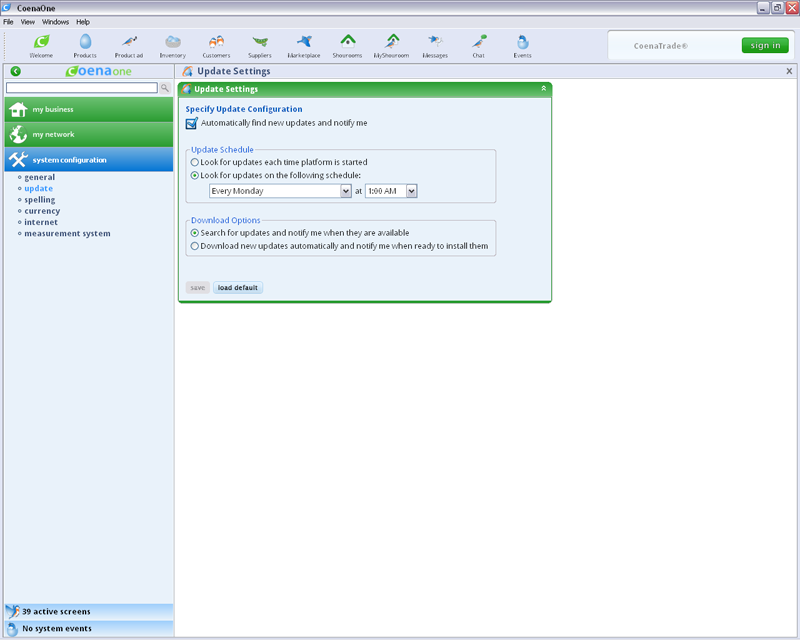 CoenaOne
File View Windows Help
Welcome Products Product ad Inventory Customers Suppliers Marketplace Showrooms MyShowroom Messages Chat Events
CoenaTrade®
sign in
Coenaone
Update Settings
X
Update Settings
my business
my network
system configuration
general
update
spelling
currency
internet
measurement system
Specify Update Configuration
Automatically find new updates and notify me
Update Schedule
Look for updates each time platform is started
Look for updates on the following schedule:
Every Monday at 1:00 AM
Download Options
Search for updates and notify me when they are available
Download new updates automatically and notify me when ready to install them
save load default
39 active screens
No system events